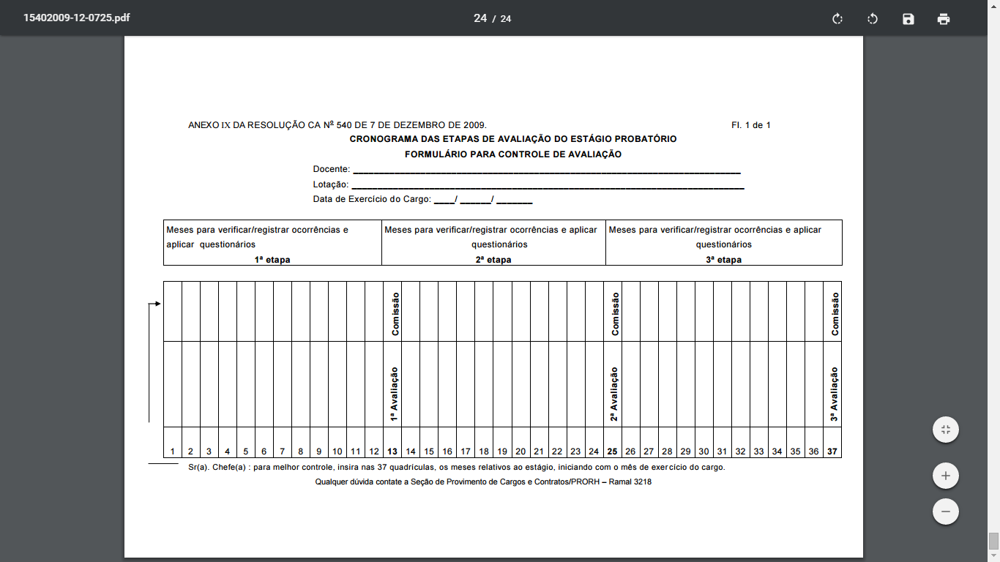 15402009-12-0725.pdf
24 / 24
ANEXO IX DA RESOLUÇÃO CA Nº 540 DE 7 DE DEZEMBRO DE 2009. Fl. 1 de 1
CRONOGRAMA DAS ETAPAS DE AVALIAÇÃO DO ESTÁGIO PROBATÓRIO
FORMULÁRIO PARA CONTROLE DE AVALIAÇÃO
Docente:
Lotação:
Data de Exercício do Cargo: ____/ ______/ _______
Meses para verificar/registrar ocorrências e
aplicar questionários
1ª etapa
Meses para verificar/registrar ocorrências e aplicar
questionários
2ª etapa
Meses para verificar/registrar ocorrências e aplicar
questionários
3ª etapa
Comissão
Comissão
Comissão
1ª Avaliação
2ª Avaliação
3ª Avaliação
1 2 3 4 5 6 7 8 9 10 11 12 13 14 15 16 17 18 19 20 21 22 23 24 25 26 27 28 29 30 31 32 33 34 35 36 37
Sr(a). Chefe(a) : para melhor controle, insira nas 37 quadrículas, os meses relativos ao estágio, iniciando com o mês de exercício do cargo.
Qualquer dúvida contate a Seção de Provimento de Cargos e Contratos/PRORH – Ramal 3218